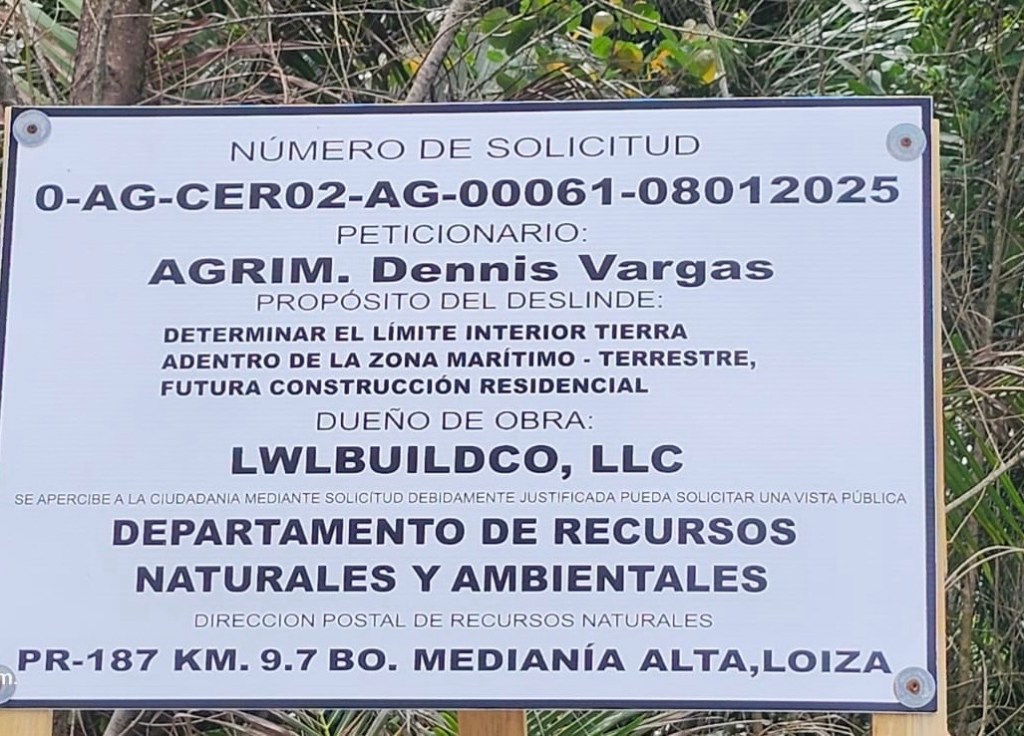 NÚMERO DE SOLICITUD
0-AG-CER02-AG-00061-08012025
PETICIONARIO:
AGRIM. Dennis Vargas
PROPÓSITO DEL DESLINDE:
DETERMINAR EL LÍMITE INTERIOR TIERRA
ADENTRO DE LA ZONA MARÍTIMO - TERRESTRE,
FUTURA CONSTRUCCIÓN RESIDENCIAL
DUEÑO DE OBRA:
LWLBUILDCO, LLC
SE APERCIBE A LA CIUDADANIA MEDIANTE SOLICÍTUD DEBIDAMENTE JUSTIFICADA PUEDA SOLICITAR UNA VISTA PÚBLICA
DEPARTAMENTO DE RECURSOS
NATURALES Y AMBIENTALES
DIRECCION POSTAL DE RECURSOS NATURALES
PR-187 KM. 9.7 BO. MEDIANÍA ALTA,LOIZA